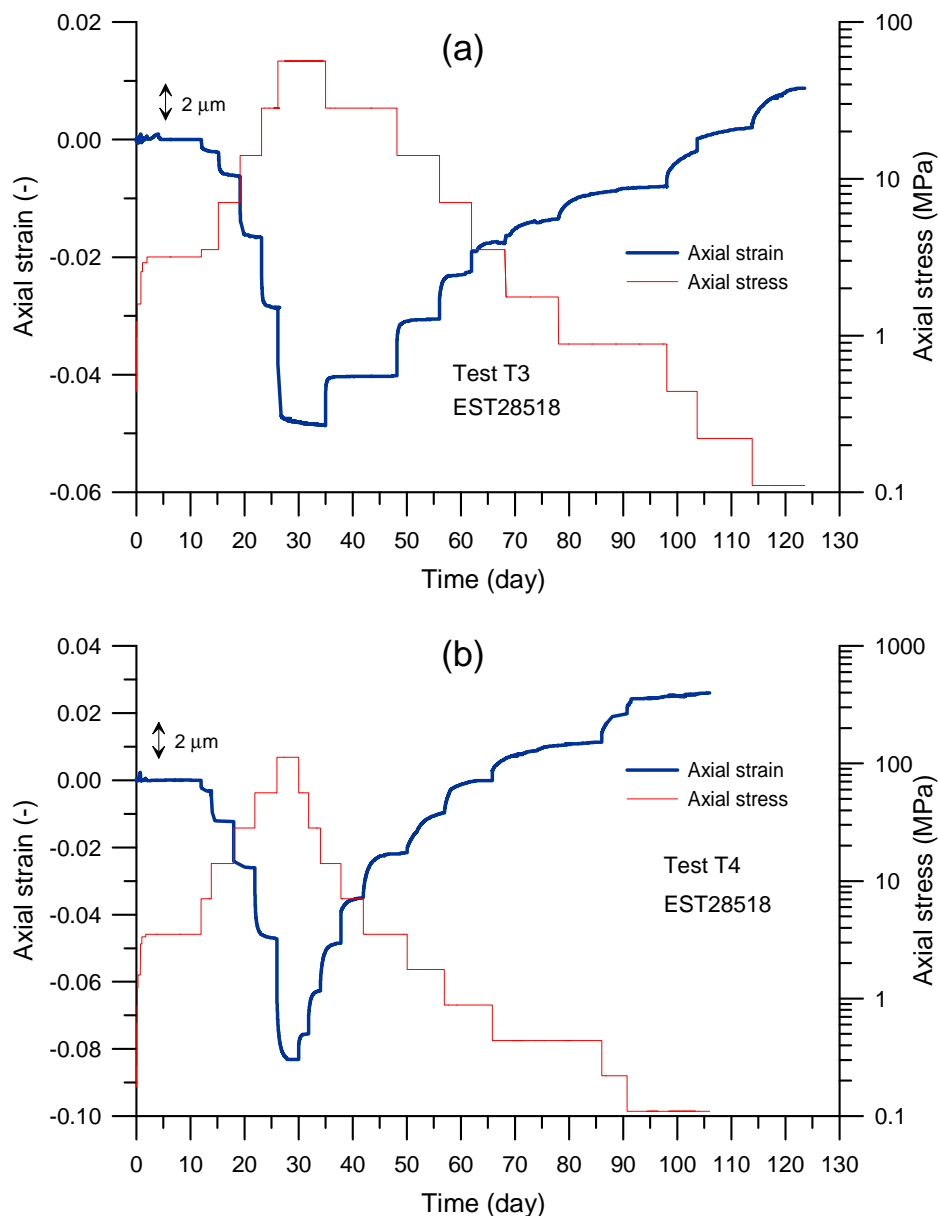 (a)
0.02
0.00
-0.02
-0.04
-0.06
Axial strain (-)
2 μm
100
10
1
0.1
Axial stress (MPa)
Axial strain
Axial stress
Test T3
EST28518
0 10 20 30 40 50 60 70 80 90 100 110 120 130
Time (day)
(b)
0.04
0.02
0.00
-0.02
-0.04
-0.06
-0.08
-0.10
Axial strain (-)
2 μm
1000
100
10
1
0.1
Axial stress (MPa)
Axial strain
Axial stress
Test T4
EST28518
0 10 20 30 40 50 60 70 80 90 100 110 120 130
Time (day)